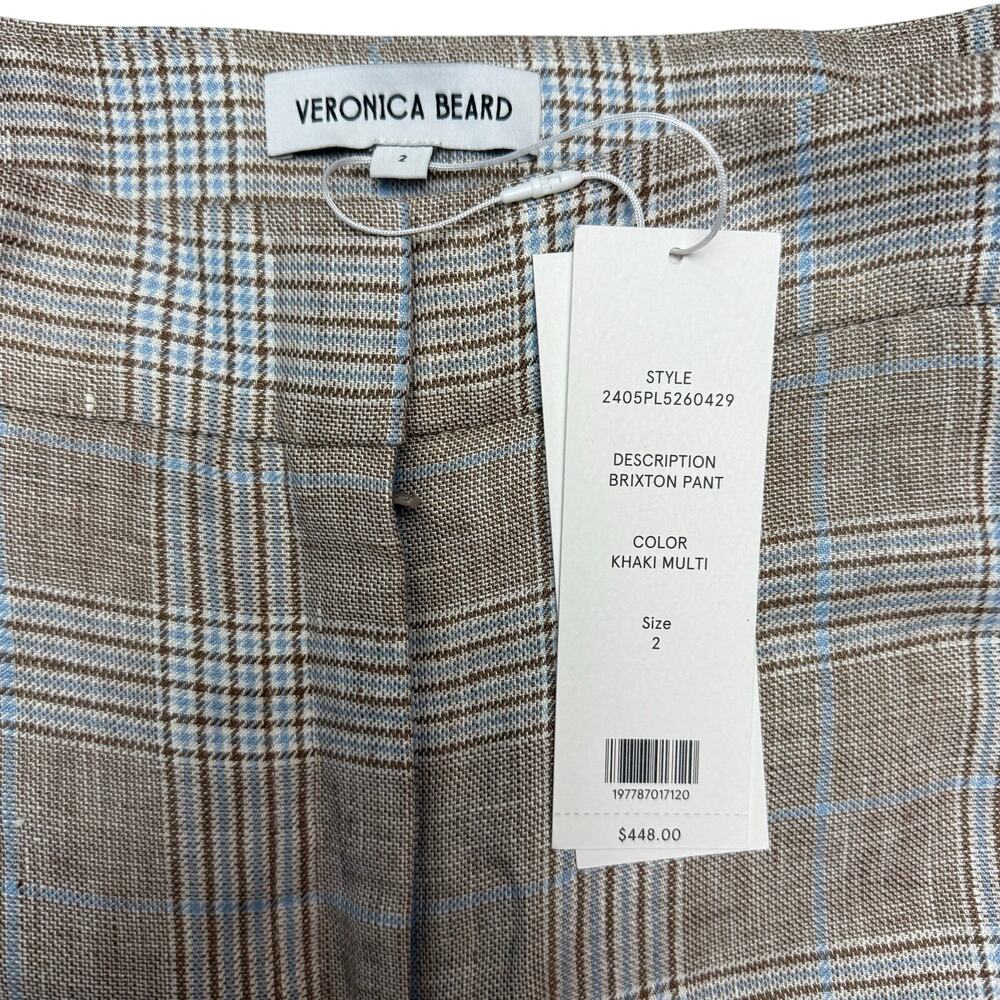 VERONICA BEARD
2
STYLE
2405PL5260429
DESCRIPTION
BRIXTON PANT
COLOR
KHAKI MULTI
Size
2
197787017120
$448.00